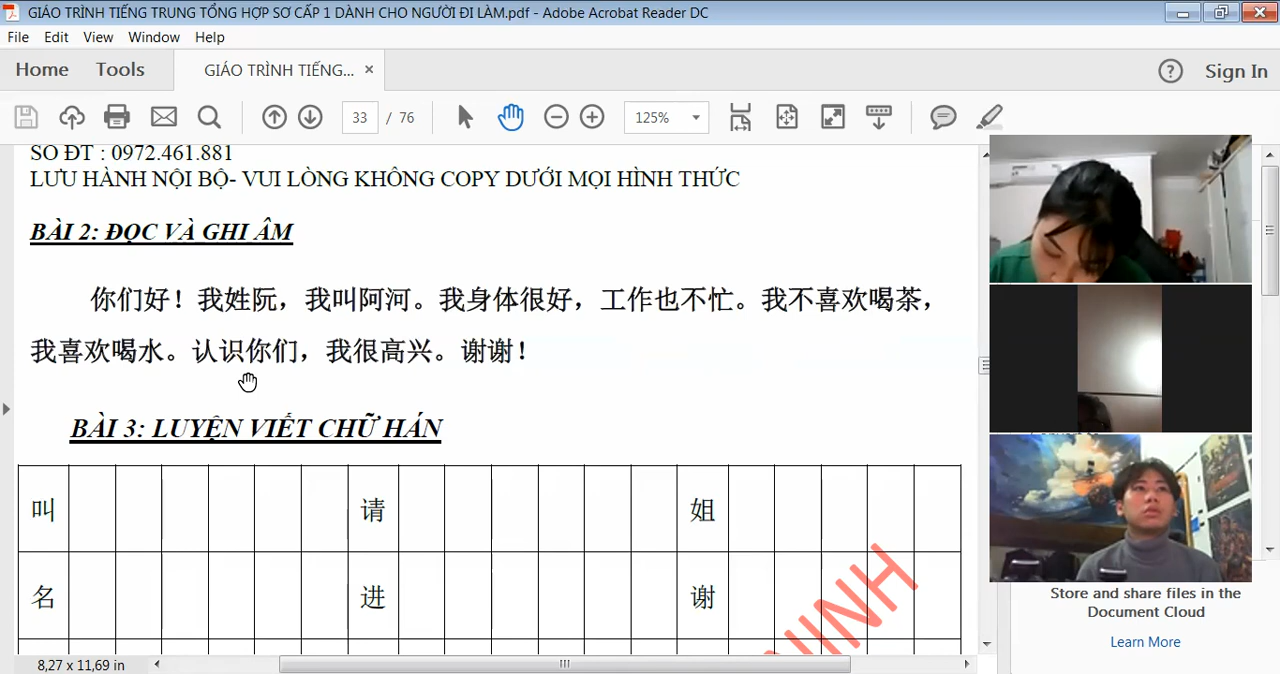 GIÁO TRÌNH TIẾNG TRUNG TỔNG HỢP SƠ CẤP 1 DÀNH CHO NGƯỜI ĐI LÀM.pdf - Adobe Acrobat Reader DC
File Edit View Window Help
Home Tools GIÁO TRÌNH TIẾNG... × ? Sign In
33 / 76 125%
SO ĐT : 0972.461.881
LƯU HÀNH NỘI BỘ- VUI LÒNG KHÔNG COPY DƯỚI MỌI HÌNH THỨC
BÀI 2: ĐỌC VÀ GHI ÂM
你们好！我姓阮，我叫阿河。我身体很好，工作也不忙。我不喜欢喝茶，
我喜欢喝水。认识你们，我很高兴。谢谢！
BÀI 3: LUYỆN VIẾT CHỮ HÁN
叫 请 姐
名 进 谢
NINH
Store and share files in the
Document Cloud
Learn More
8,27 x 11,69 in